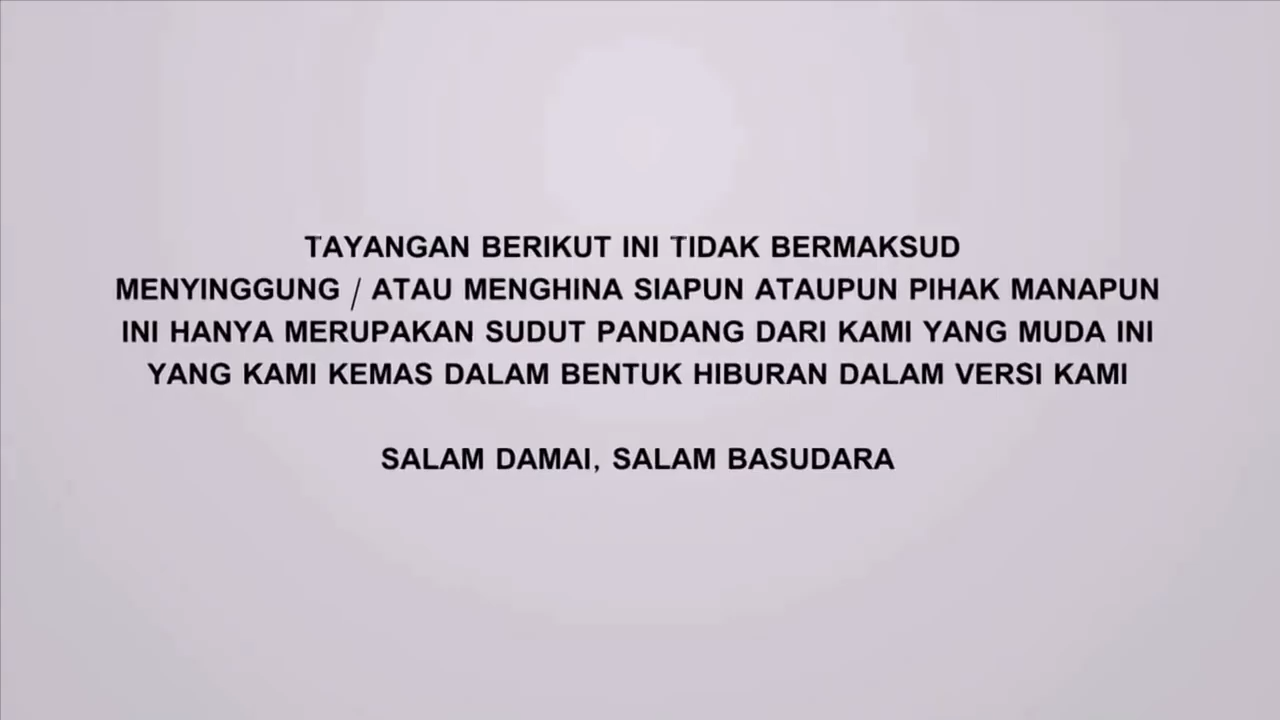 TAYANGAN BERIKUT INI TIDAK BERMAKSUD
MENYINGGUNG / ATAU MENGHINA SIAPUN ATAUPUN PIHAK MANAPUN
INI HANYA MERUPAKAN SUDUT PANDANG DARI KAMI YANG MUDA INI
YANG KAMI KEMAS DALAM BENTUK HIBURAN DALAM VERSI KAMI
SALAM DAMAI, SALAM BASUDARA